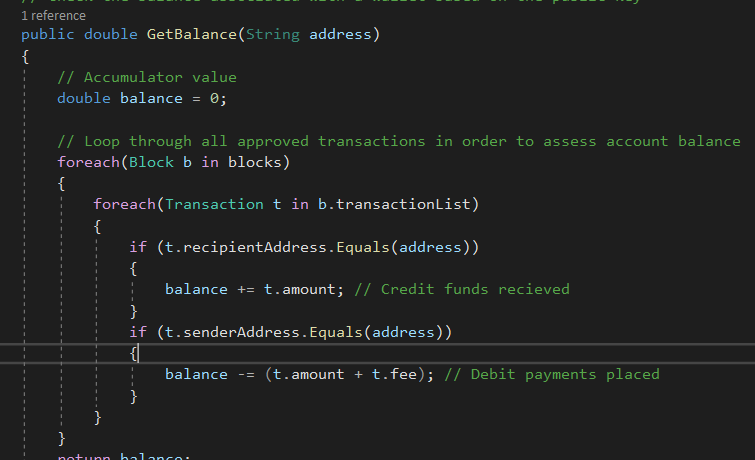 // Check the balance associated with a wallet based on the public key
1 reference
public double GetBalance(String address)
{
// Accumulator value
double balance = 0;
// Loop through all approved transactions in order to assess account balance
foreach(Block b in blocks)
{
foreach(Transaction t in b.transactionList)
{
if (t.recipientAddress.Equals(address))
{
balance += t.amount; // Credit funds recieved
}
if (t.senderAddress.Equals(address))
{
balance -= (t.amount + t.fee); // Debit payments placed
}
}
}
return balance;